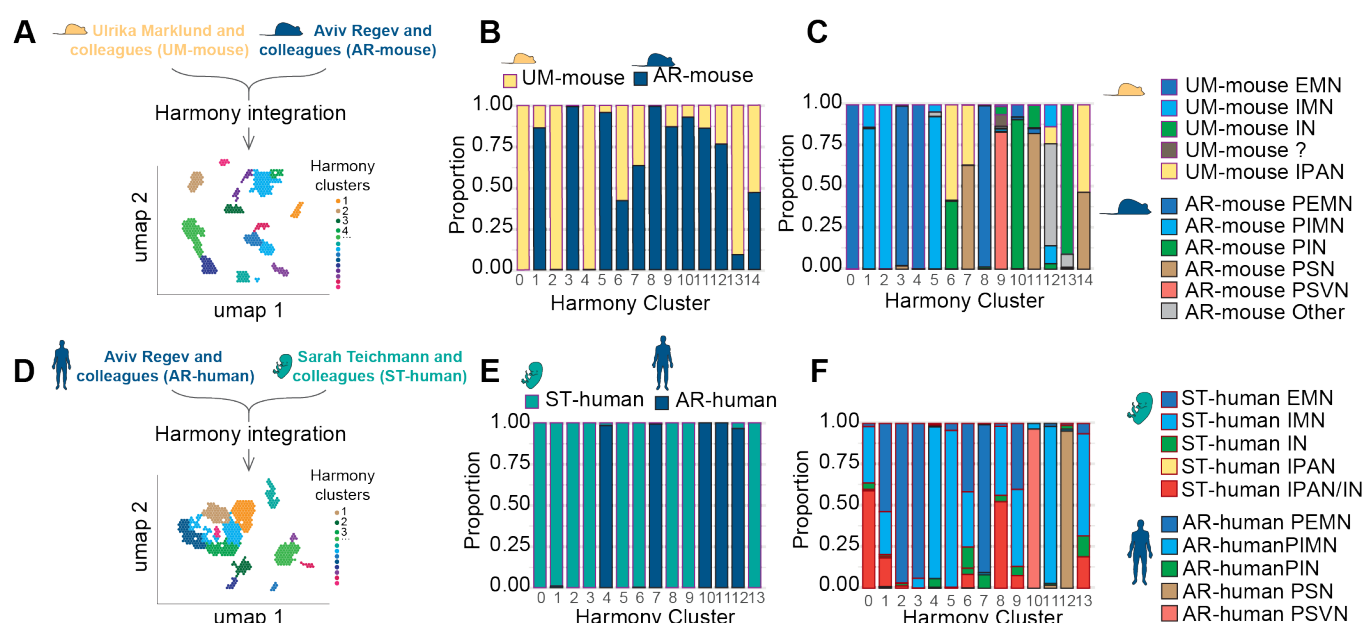 A
Ulrika Marklund and
colleagues (UM-mouse)
Aviv Regev and
colleagues (AR-mouse)
Harmony integration
Harmony
clusters
1
2
3
4
...
umap 2
umap 1
B
UM-mouse
AR-mouse
1.00
0.75
0.50
0.25
0.00
Proportion
0 1 2 3 4 5 6 7 8 9 10 11 12 13 14
Harmony Cluster
C
1.00
0.75
0.50
0.25
0.00
Proportion
0 1 2 3 4 5 6 7 8 9 10 11 12 13 14
Harmony Cluster
UM-mouse EMN
UM-mouse IMN
UM-mouse IN
UM-mouse ?
UM-mouse IPAN
AR-mouse PEMN
AR-mouse PIMN
AR-mouse PIN
AR-mouse PSN
AR-mouse PSVN
AR-mouse Other
D
Aviv Regev and
colleagues (AR-human)
Sarah Teichmann and
colleagues (ST-human)
Harmony integration
Harmony
clusters
1
2
3
...
umap 2
umap 1
E
ST-human
AR-human
1.00
0.75
0.50
0.25
0.00
Proportion
0 1 2 3 4 5 6 7 8 9 10 11 12 13
Harmony Cluster
F
1.00
0.75
0.50
0.25
0.00
Proportion
0 1 2 3 4 5 6 7 8 9 10 11 12 13
Harmony Cluster
ST-human EMN
ST-human IMN
ST-human IN
ST-human IPAN
ST-human IPAN/IN
AR-human PEMN
AR-humanPIMN
AR-humanPIN
AR-human PSN
AR-human PSVN